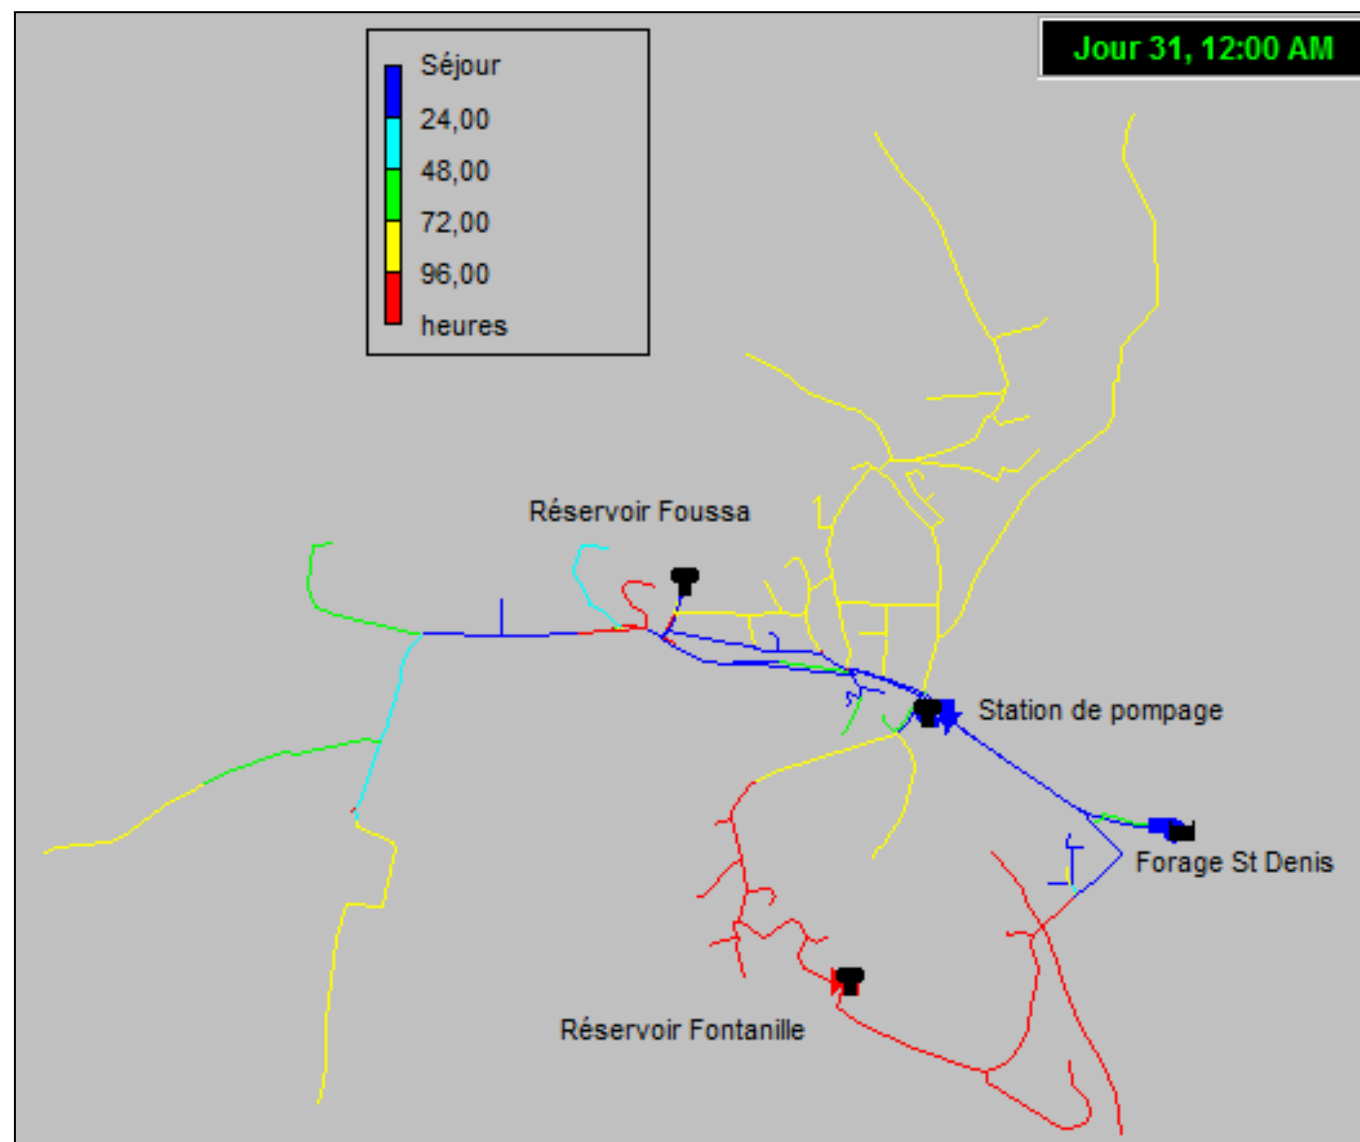 Jour 31, 12:00 AM
Séjour
24,00
48,00
72,00
96,00
heures
Réservoir Foussa
Station de pompage
Forage St Denis
Réservoir Fontanille